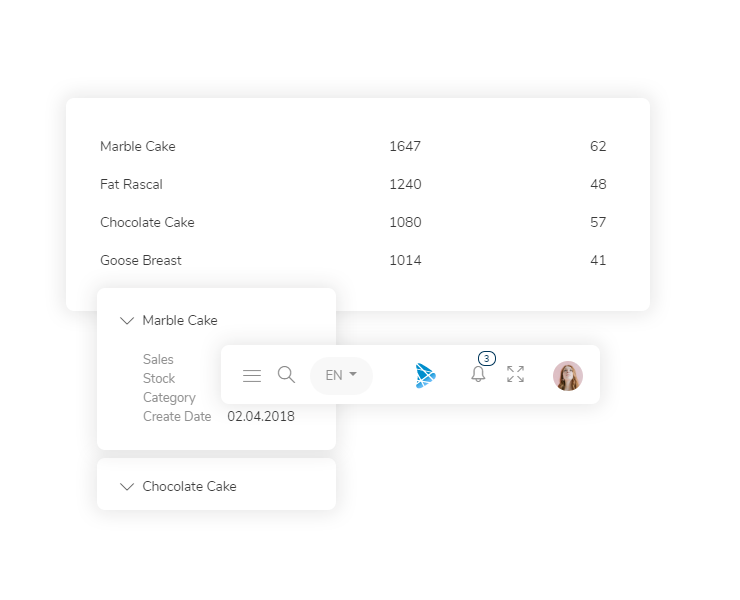 Marble Cake 1647 62
Fat Rascal 1240 48
Chocolate Cake 1080 57
Goose Breast 1014 41
Marble Cake
Sales
Stock
Category
Create Date 02.04.2018
EN
3
Chocolate Cake